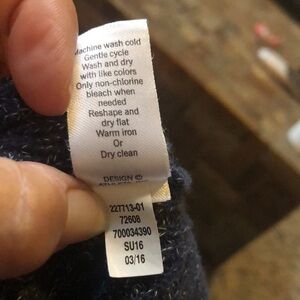 Machine wash cold
Gentle cycle
Wash and dry
with like colors
Only non-chlorine
bleach when
needed
Reshape and
dry flat
Warm iron
Or
Dry clean
DESIGN ©
227713-01
72608
700034390
SU16
03/16